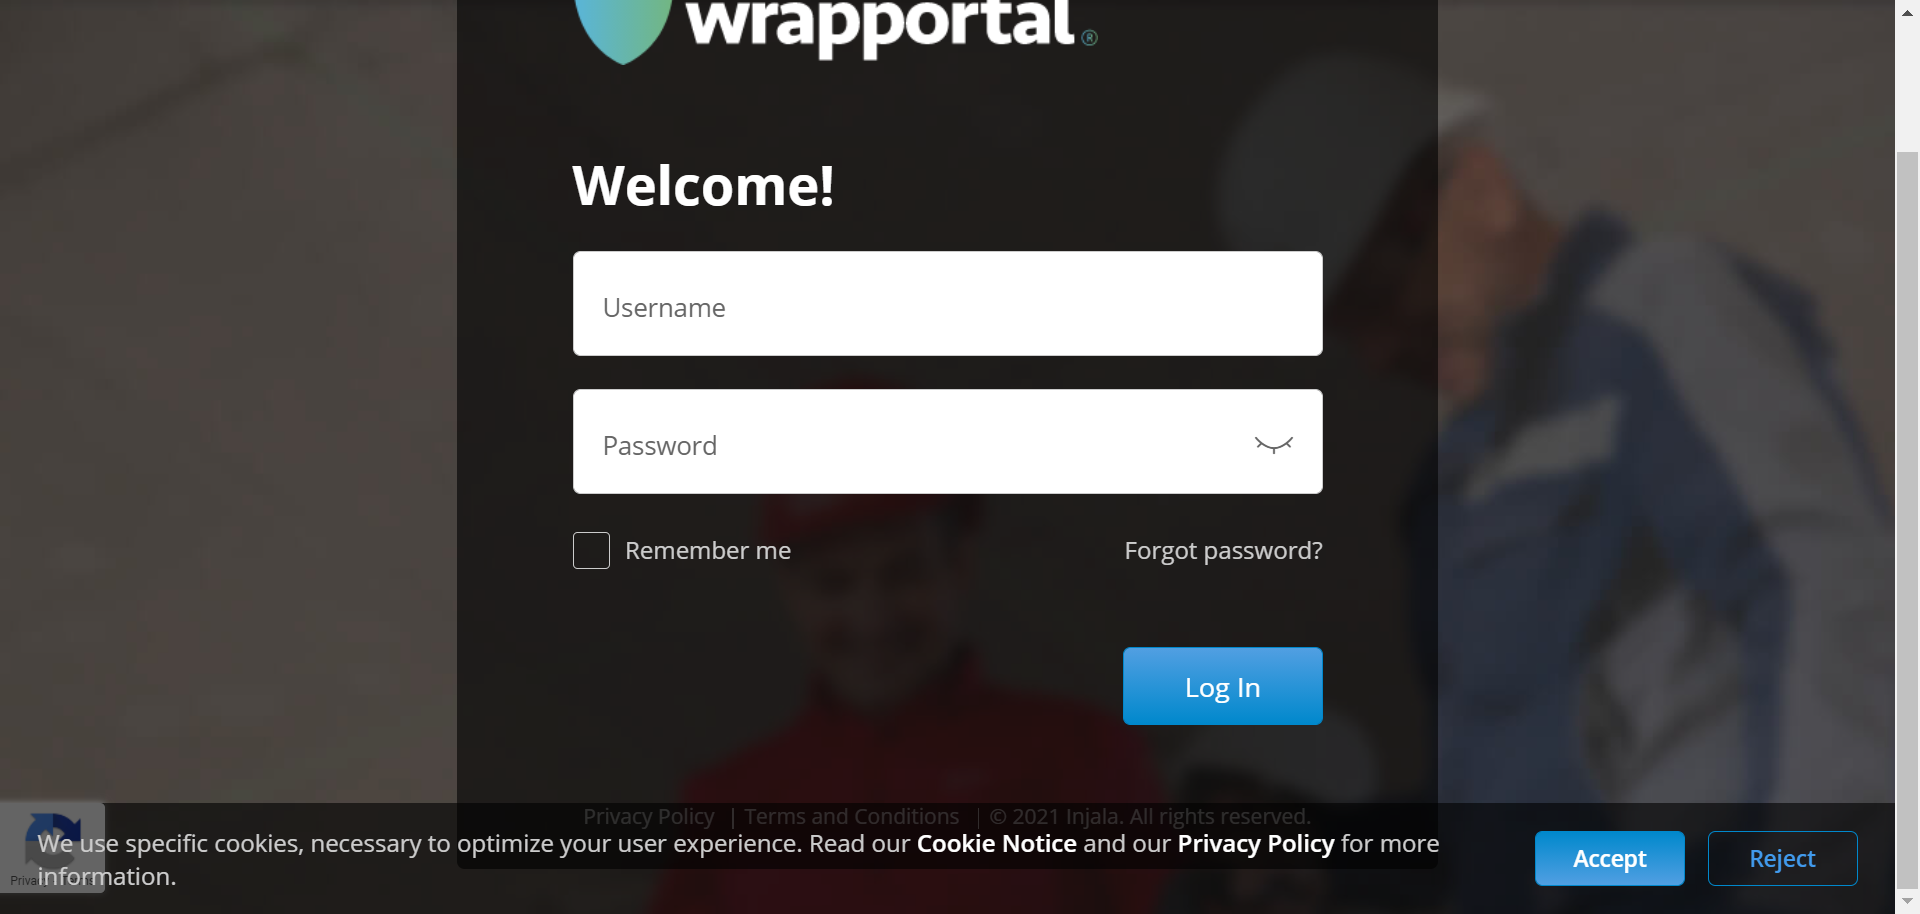 wrapportal®
Welcome!
Username
Password
Remember me
Forgot password?
Log In
Privacy Policy | Terms and Conditions | © 2021 Injala. All rights reserved.
We use specific cookies, necessary to optimize your user experience. Read our Cookie Notice and our Privacy Policy for more
information.
Accept
Reject